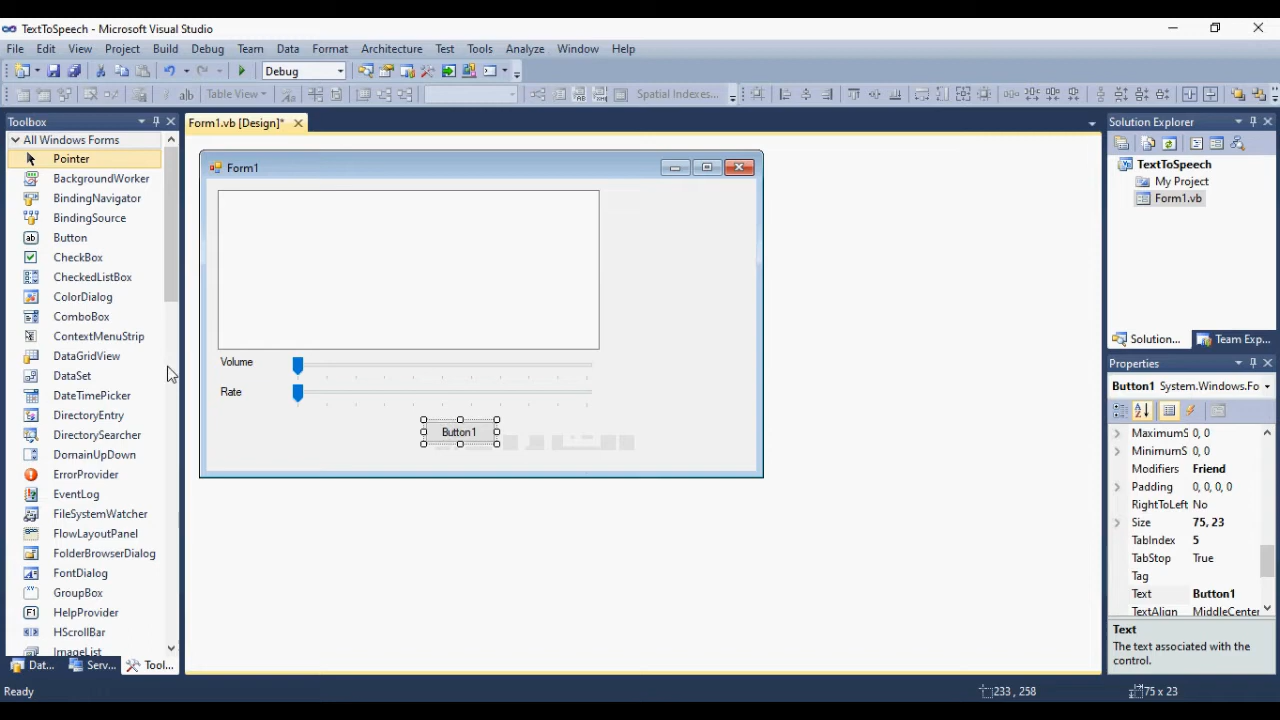 TextToSpeech - Microsoft Visual Studio
File Edit View Project Build Debug Team Data Format Architecture Test Tools Analyze Window Help
Debug
Table View Spatial Indexes...
Toolbox
All Windows Forms
Pointer
BackgroundWorker
BindingNavigator
BindingSource
Button
CheckBox
CheckedListBox
ColorDialog
ComboBox
ContextMenuStrip
DataGridView
DataSet
DateTimePicker
DirectoryEntry
DirectorySearcher
DomainUpDown
ErrorProvider
EventLog
FileSystemWatcher
FlowLayoutPanel
FolderBrowserDialog
FontDialog
GroupBox
HelpProvider
HScrollBar
ImageList
Dat... Serv... Tool...
Form1.vb [Design]*
Form1
Volume
Rate
Button1
Solution Explorer
TextToSpeech
My Project
Form1.vb
Solution... Team Exp...
Properties
Button1 System.Windows.Fo
MaximumS 0, 0
MinimumS 0, 0
Modifiers Friend
Padding 0, 0, 0, 0
RightToLeft No
Size 75, 23
TabIndex 5
TabStop True
Tag
Text Button1
TextAlign MiddleCenter
Text
The text associated with the
control.
Ready 233 , 258 75 x 23